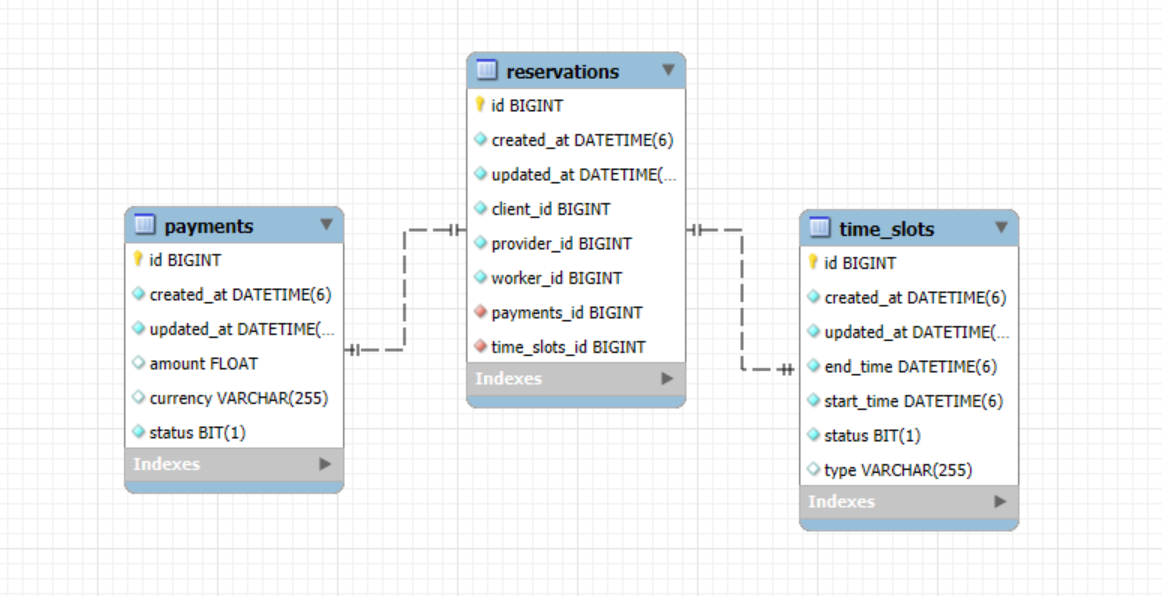 reservations
id BIGINT
created_at DATETIME(6)
updated_at DATETIME(...
client_id BIGINT
provider_id BIGINT
worker_id BIGINT
payments_id BIGINT
time_slots_id BIGINT
Indexes
payments
id BIGINT
created_at DATETIME(6)
updated_at DATETIME(...
amount FLOAT
currency VARCHAR(255)
status BIT(1)
Indexes
time_slots
id BIGINT
created_at DATETIME(6)
updated_at DATETIME(...
end_time DATETIME(6)
start_time DATETIME(6)
status BIT(1)
type VARCHAR(255)
Indexes